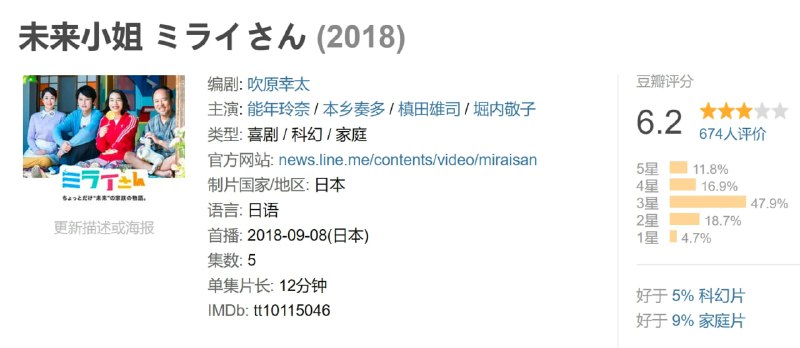 未来小姐 ミライさん (2018)
ミライさん
ちょっとだけ"未来"の家族の物語。
更新描述或海报
编剧: 吹原幸太
主演: 能年玲奈 / 本乡奏多 / 槙田雄司 / 堀内敬子
类型: 喜剧 / 科幻 / 家庭
官方网站: news.line.me/contents/video/miraisan
制片国家/地区: 日本
语言: 日语
首播: 2018-09-08(日本)
集数: 5
单集片长: 12分钟
IMDb: tt10115046
豆瓣评分
6.2
674人评价
5星 11.8%
4星 16.9%
3星 47.9%
2星 18.7%
1星 4.7%
好于 5% 科幻片
好于 9% 家庭片